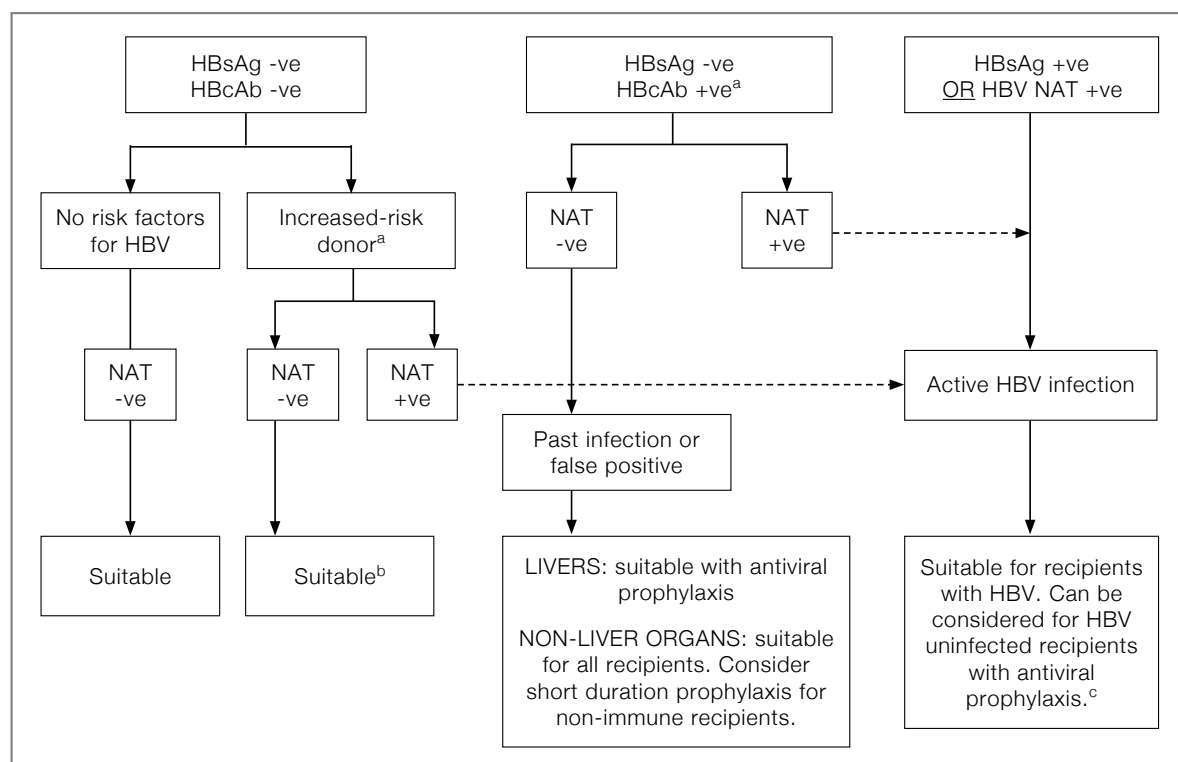 HBsAg -ve
HBcAb -ve
HBsAg -ve
HBcAb +veᵃ
HBsAg +ve
OR HBV NAT +ve
No risk factors
for HBV
Increased-risk
donorᵃ
NAT
-ve
NAT
+ve
NAT
-ve
NAT
-ve
NAT
+ve
Active HBV infection
Past infection or
false positive
Suitable
Suitableᵇ
LIVERS: suitable with antiviral
prophylaxis
NON-LIVER ORGANS: suitable
for all recipients. Consider
short duration prophylaxis for
non-immune recipients.
Suitable for recipients
with HBV. Can be
considered for HBV
uninfected recipients
with antiviral
prophylaxis.ᶜ